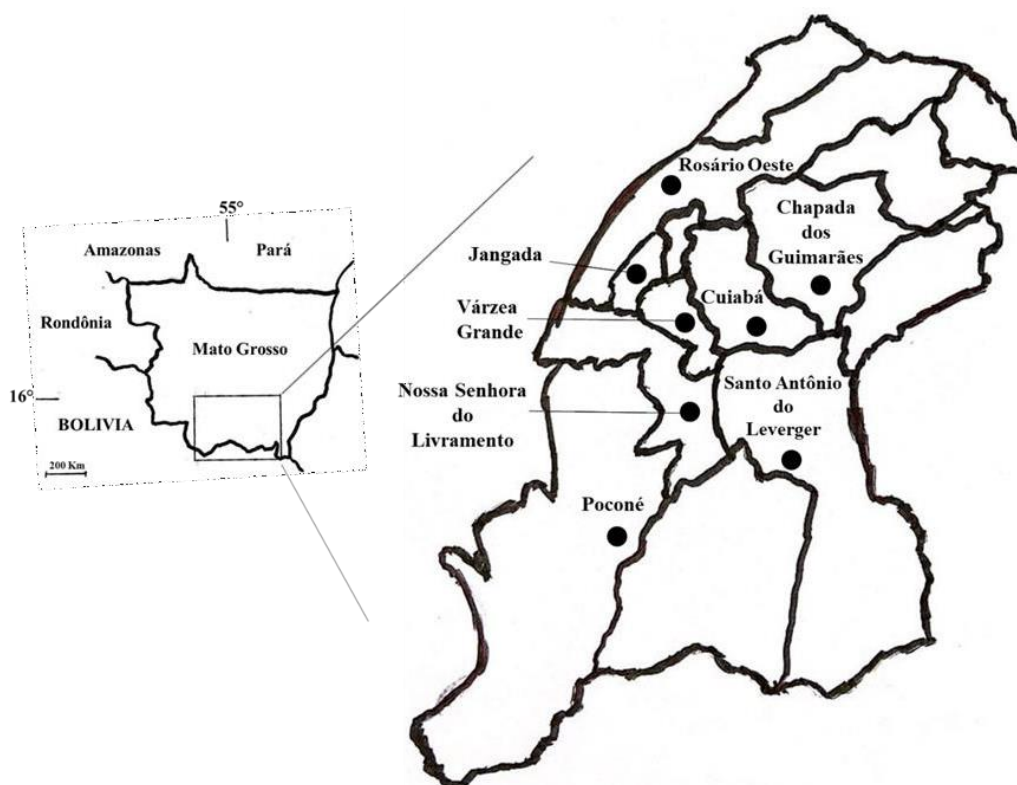 55°
Amazonas
Pará
Rondônia
Mato Grosso
16°
BOLIVIA
200 Km
Rosário Oeste
Chapada
dos
Guimarães
Jangada
Cuiabá
Várzea
Grande
Nossa Senhora
do
Livramento
Santo Antônio
do
Leverger
Poconé